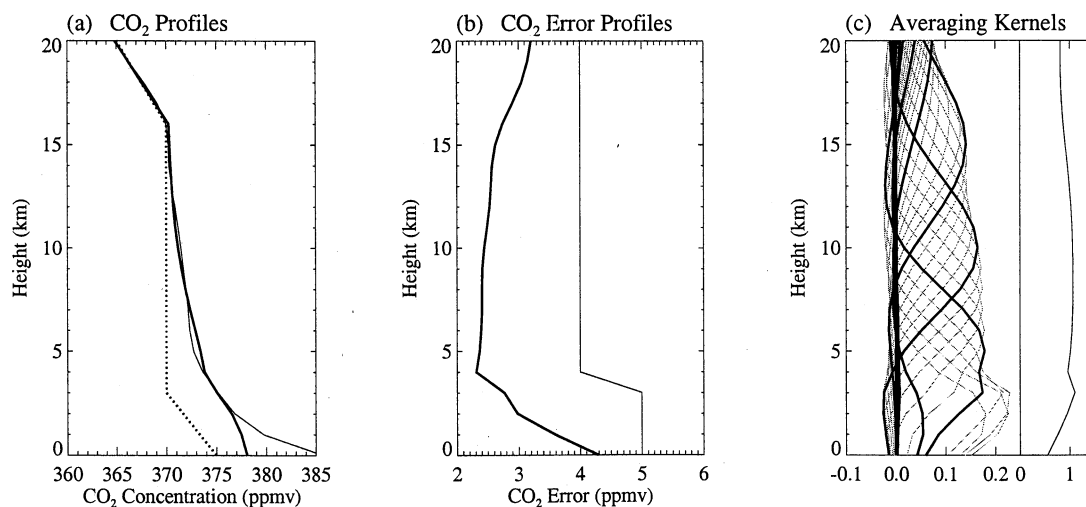 (a) CO2 Profiles
20
15
10
5
0
Height (km)
360 365 370 375 380 385
CO2 Concentration (ppmv)
(b) CO2 Error Profiles
20
15
10
5
0
Height (km)
2 3 4 5 6
CO2 Error (ppmv)
(c) Averaging Kernels
20
15
10
5
0
Height (km)
-0.1 0.0 0.1 0.2 0 1